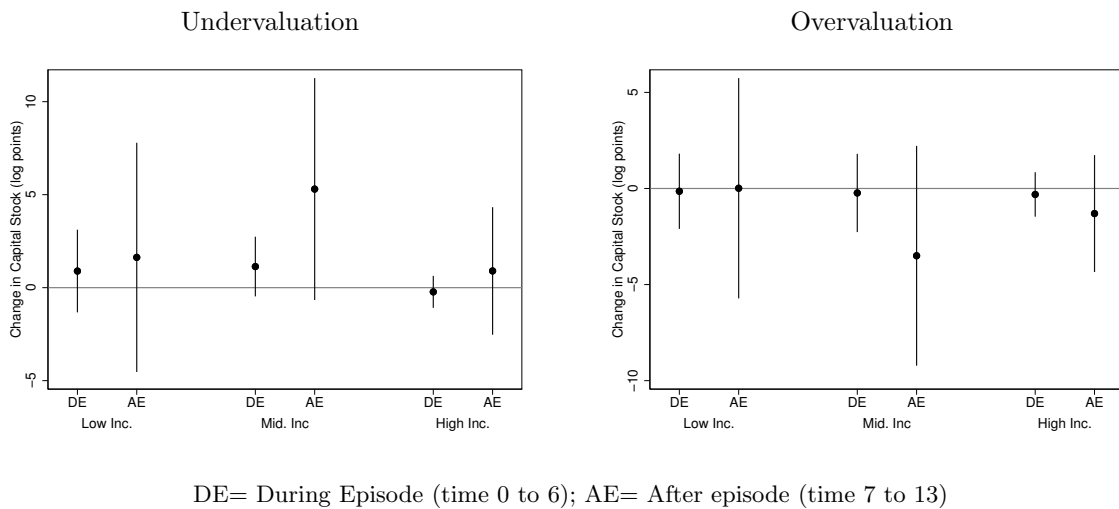 Undervaluation
Change in Capital Stock (log points)
10
5
0
−5
DE AE DE AE DE AE
Low Inc. Mid. Inc High Inc.
Overvaluation
Change in Capital Stock (log points)
5
0
−5
−10
DE AE DE AE DE AE
Low Inc. Mid. Inc High Inc.
DE= During Episode (time 0 to 6); AE= After episode (time 7 to 13)